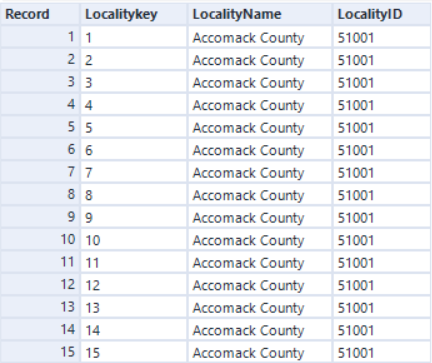 Record Localitykey LocalityName LocalityID
1 1 Accomack County 51001
2 2 Accomack County 51001
3 3 Accomack County 51001
4 4 Accomack County 51001
5 5 Accomack County 51001
6 6 Accomack County 51001
7 7 Accomack County 51001
8 8 Accomack County 51001
9 9 Accomack County 51001
10 10 Accomack County 51001
11 11 Accomack County 51001
12 12 Accomack County 51001
13 13 Accomack County 51001
14 14 Accomack County 51001
15 15 Accomack County 51001